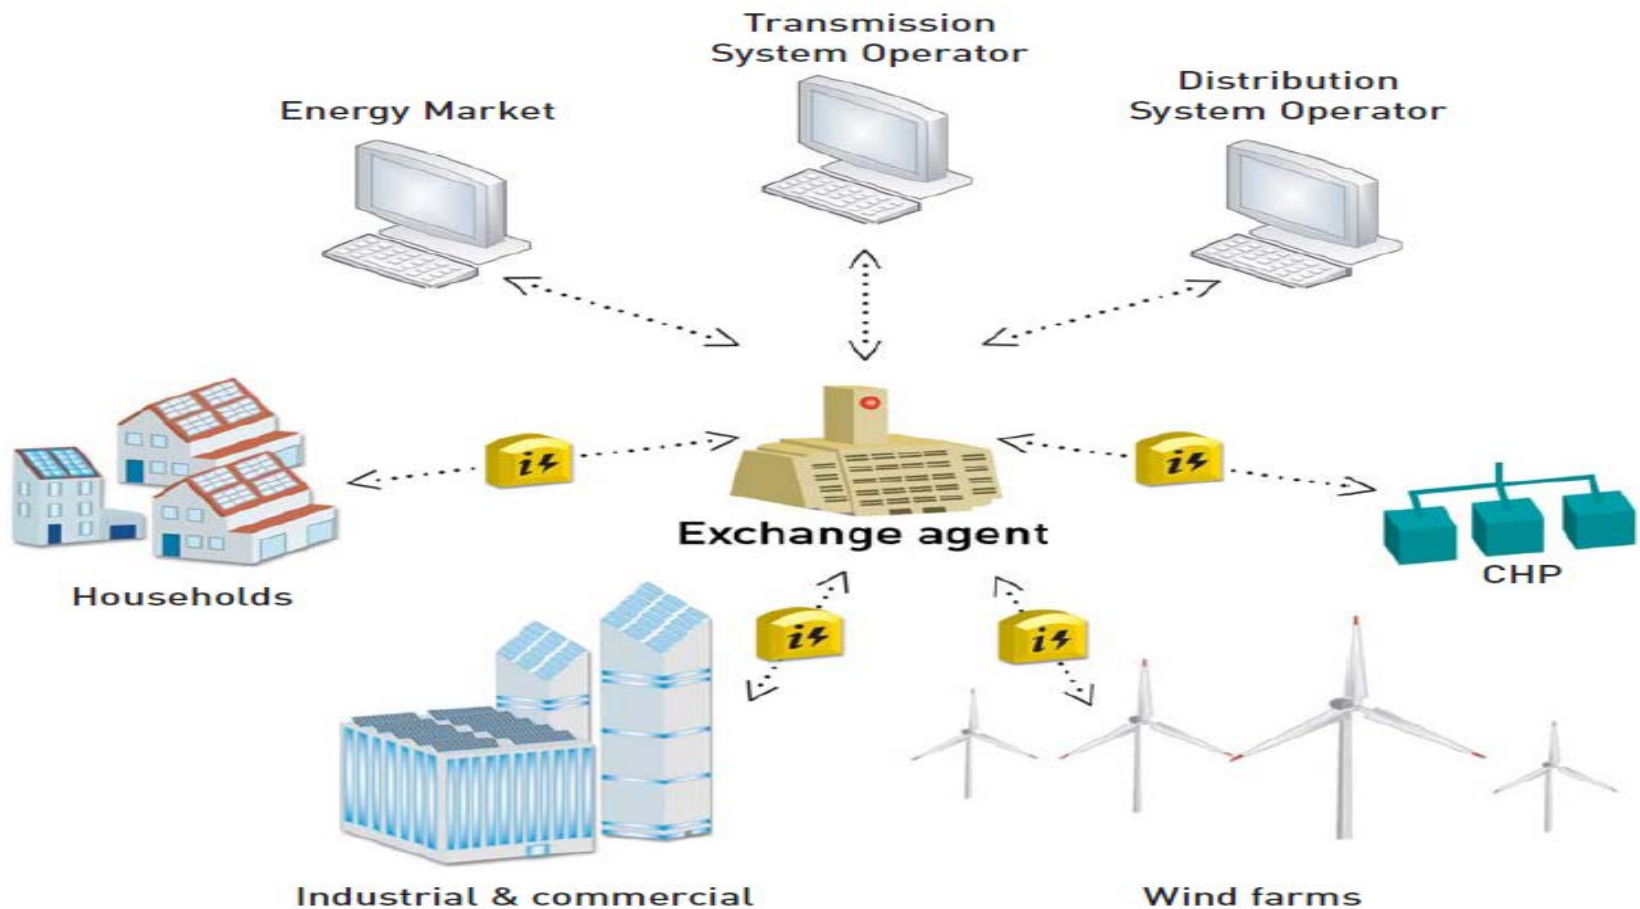 Transmission
System Operator
Distribution
System Operator
Energy Market
i
i
Exchange agent
CHP
Households
i
i
Industrial & commercial
Wind farms